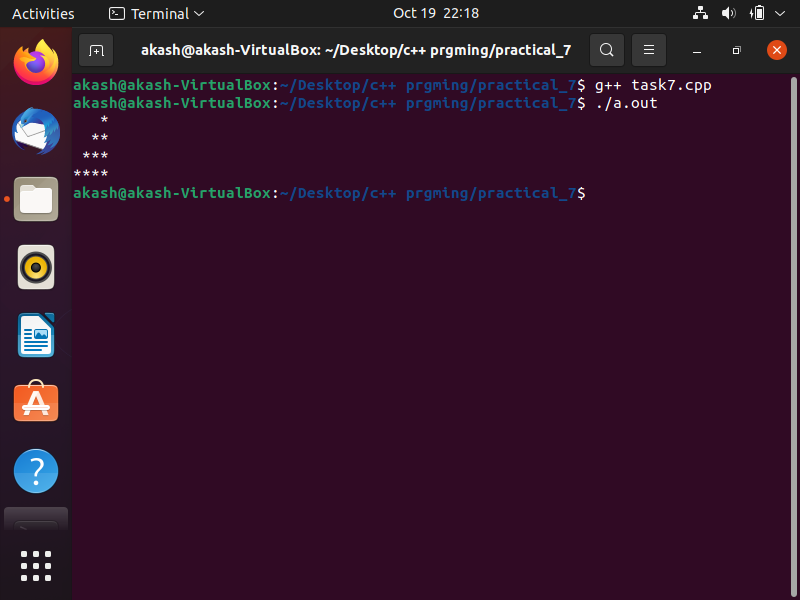 Activities Terminal Oct 19 22:18
akash@akash-VirtualBox: ~/Desktop/c++ prgming/practical_7
akash@akash-VirtualBox:~/Desktop/c++ prgming/practical_7$ g++ task7.cpp
akash@akash-VirtualBox:~/Desktop/c++ prgming/practical_7$ ./a.out
   *
  **
 ***
****
akash@akash-VirtualBox:~/Desktop/c++ prgming/practical_7$
?